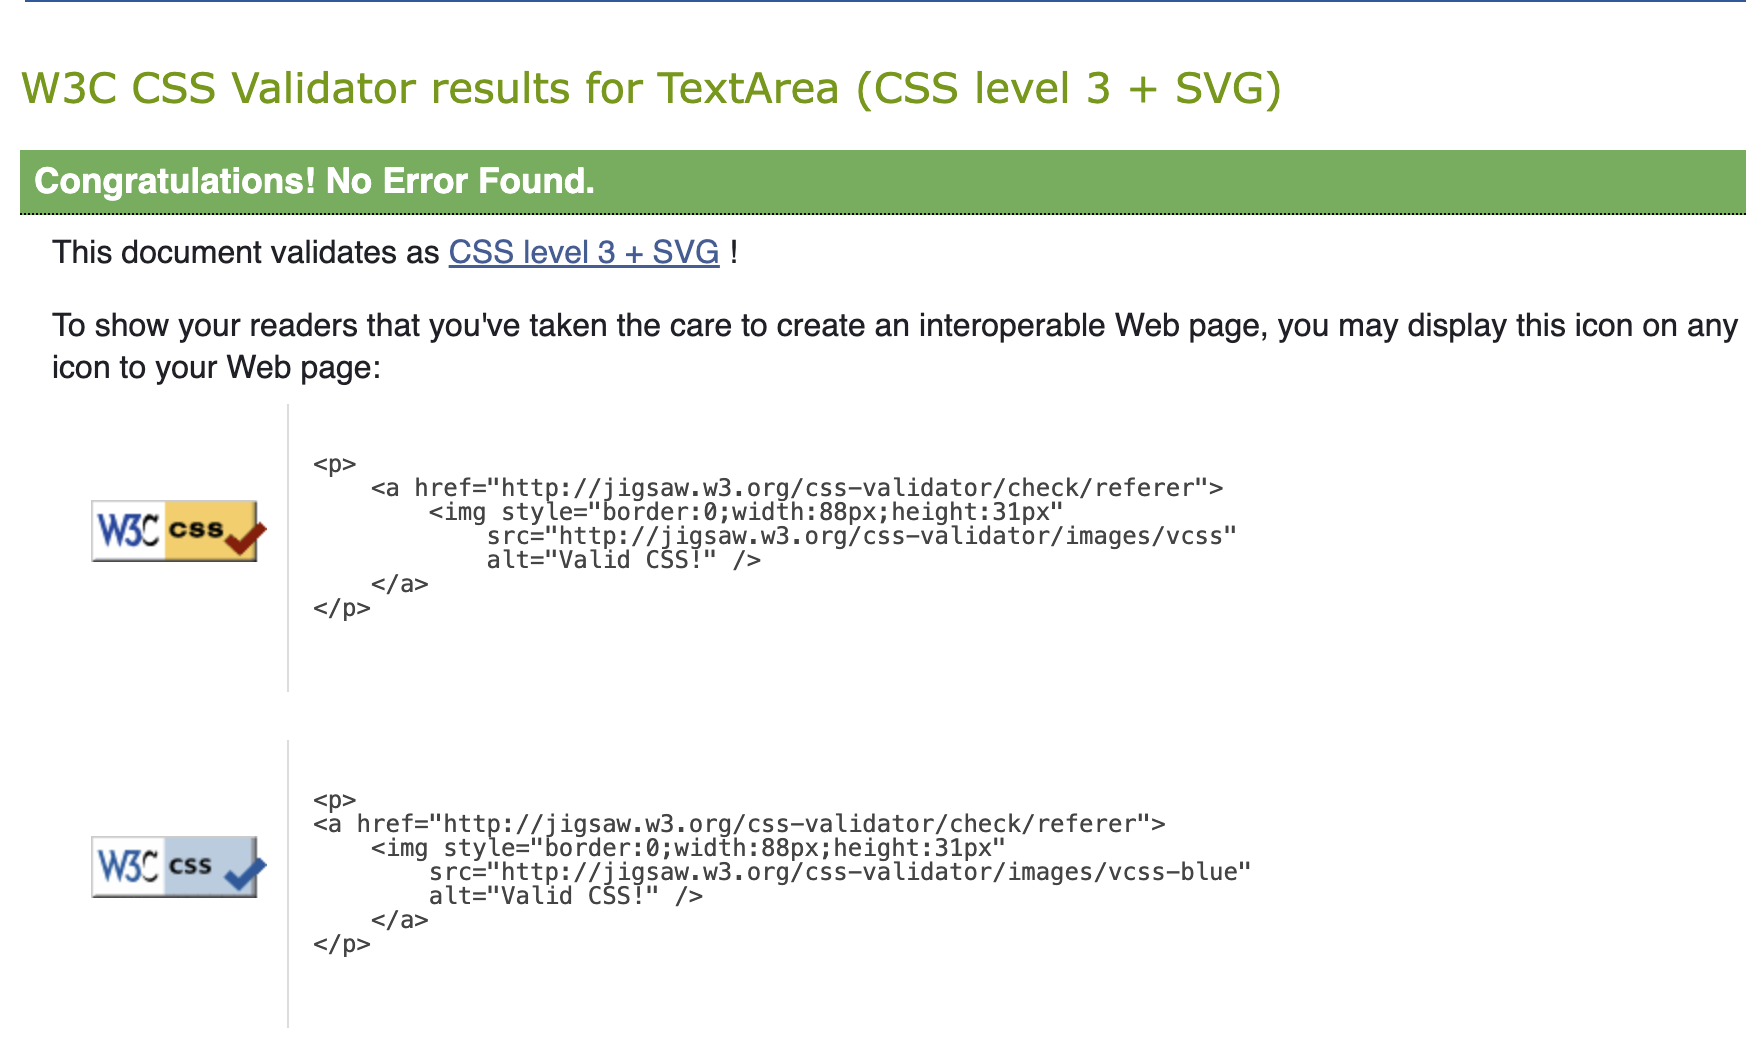 W3C CSS Validator results for TextArea (CSS level 3 + SVG)
Congratulations! No Error Found.
This document validates as CSS level 3 + SVG !
To show your readers that you've taken the care to create an interoperable Web page, you may display this icon on any
icon to your Web page:
W3C css
<p>
    <a href="http://jigsaw.w3.org/css-validator/check/referer">
        <img style="border:0;width:88px;height:31px"
            src="http://jigsaw.w3.org/css-validator/images/vcss"
            alt="Valid CSS!" />
    </a>
</p>
W3C css
<p>
<a href="http://jigsaw.w3.org/css-validator/check/referer">
    <img style="border:0;width:88px;height:31px"
        src="http://jigsaw.w3.org/css-validator/images/vcss-blue"
        alt="Valid CSS!" />
    </a>
</p>